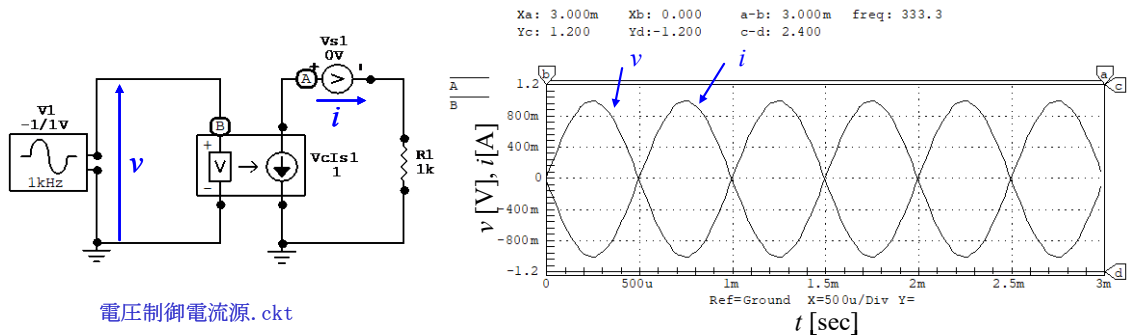 Xa: 3.000m Xb: 0.000 a-b: 3.000m freq: 333.3
Yc: 1.200 Yd:-1.200 c-d: 2.400
Vs1
0V
A
+
>
i
V1
-1/1V
1kHz
v
B
+
V
-
VcIs1
1
R1
1k
電圧制御電流源.ckt
b
v
i
a
A
B
c
d
1.2
800m
400m
0
-400m
-800m
-1.2
v [V], i [A]
0 500u 1m 1.5m 2m 2.5m 3m
Ref=Ground X=500u/Div Y=
t [sec]